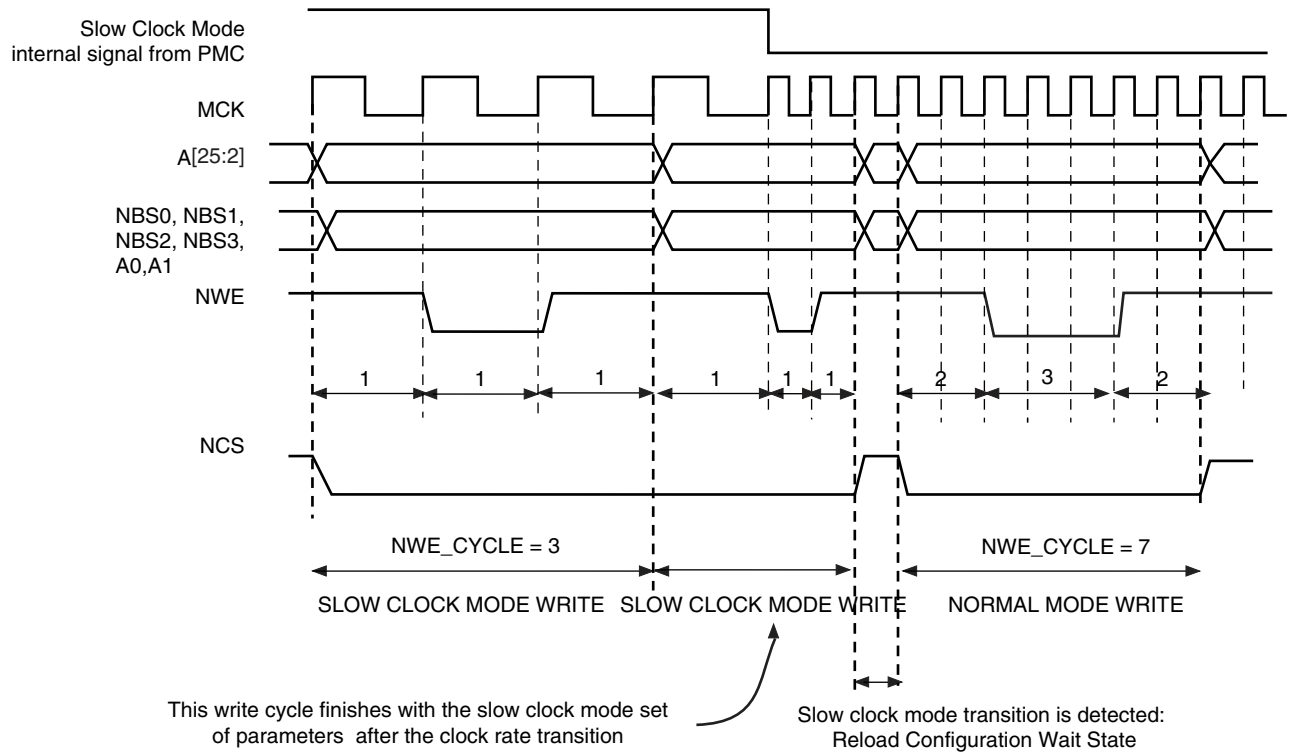 Slow Clock Mode
internal signal from PMC
MCK
A[25:2]
NBS0, NBS1,
NBS2, NBS3,
A0,A1
NWE
1 1 1 1 1 1 2 3 2
NCS
NWE_CYCLE = 3 NWE_CYCLE = 7
SLOW CLOCK MODE WRITE SLOW CLOCK MODE WRITE NORMAL MODE WRITE
This write cycle finishes with the slow clock mode set
of parameters after the clock rate transition
Slow clock mode transition is detected:
Reload Configuration Wait State